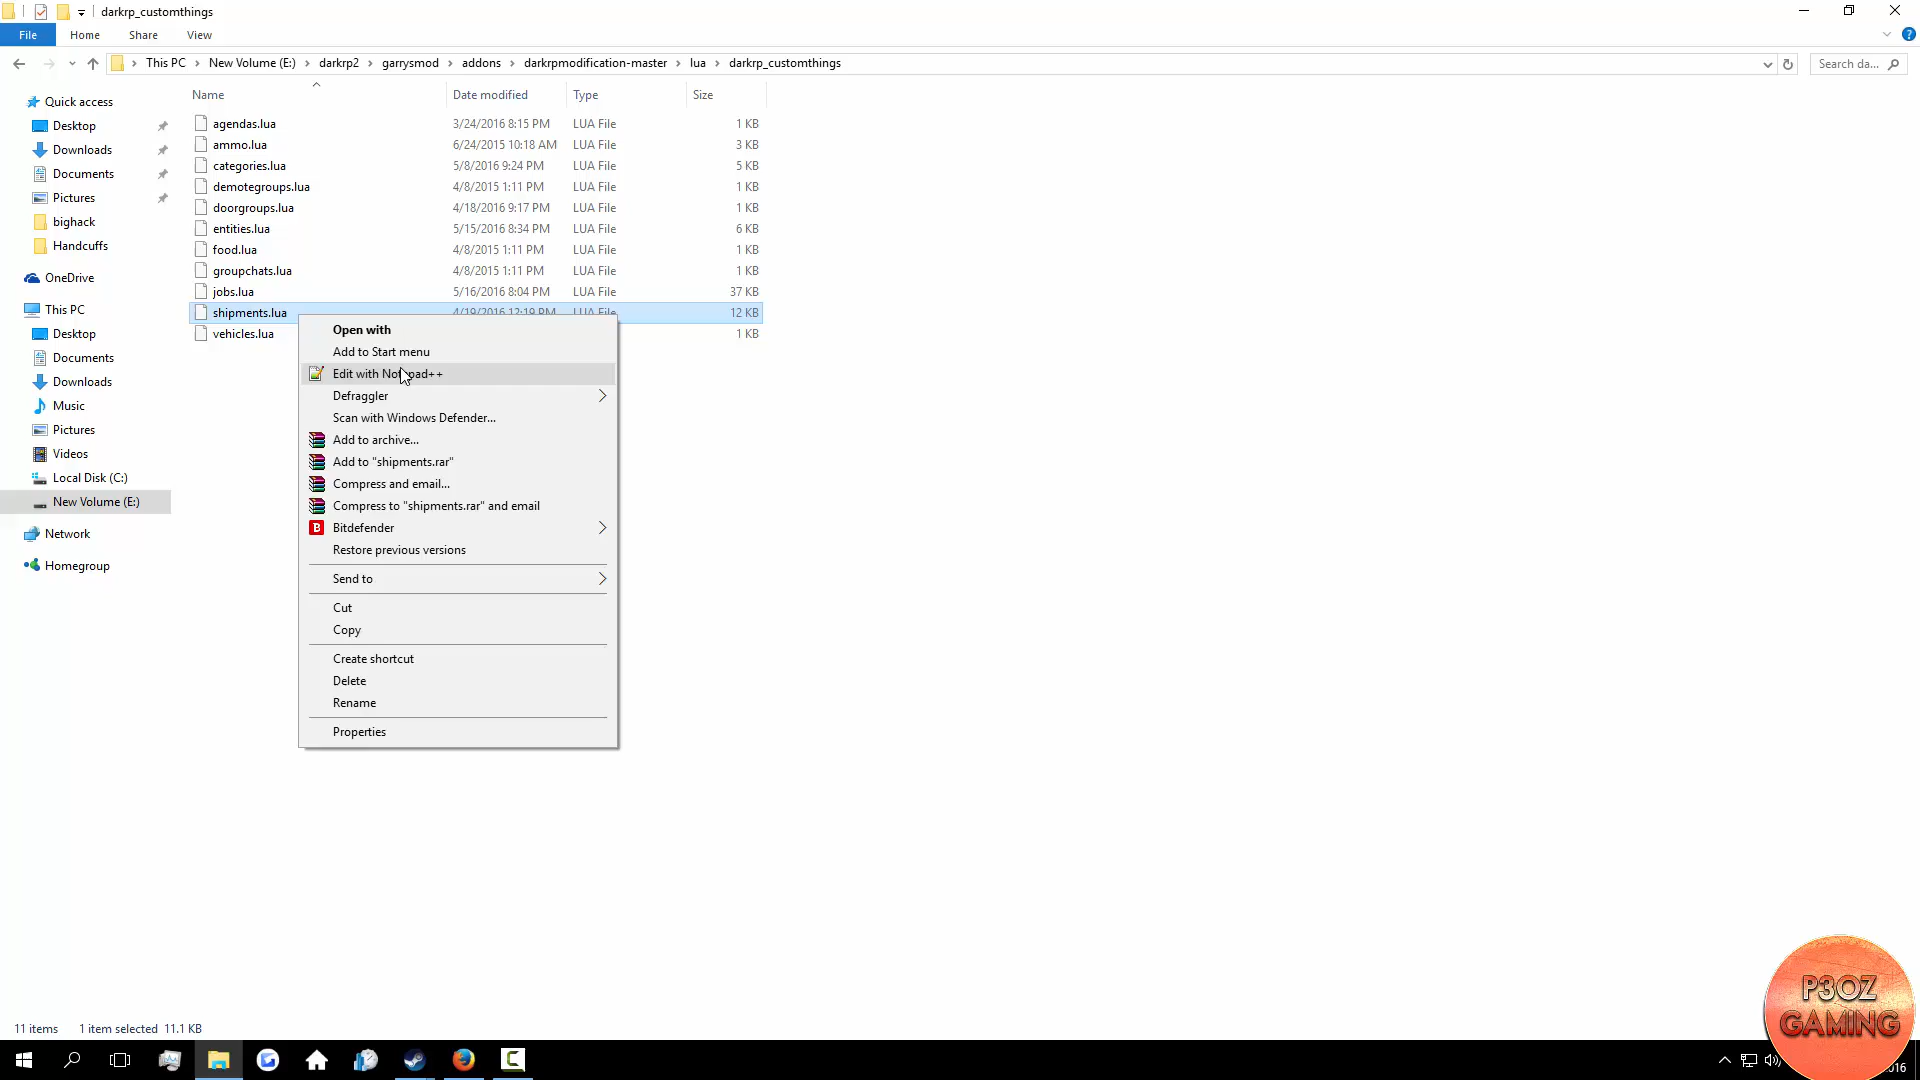 darkrp_customthings
File Home Share View
This PC New Volume (E:) darkrp2 garrysmod addons darkrpmodification-master lua darkrp_customthings Search da...
Name Date modified Type Size
Quick access
Desktop
Downloads
Documents
Pictures
bighack
Handcuffs
OneDrive
This PC
Desktop
Documents
Downloads
Music
Pictures
Videos
Local Disk (C:)
New Volume (E:)
Network
Homegroup
agendas.lua 3/24/2016 8:15 PM LUA File 1 KB
ammo.lua 6/24/2015 10:18 AM LUA File 3 KB
categories.lua 5/8/2016 9:24 PM LUA File 5 KB
demotegroups.lua 4/8/2015 1:11 PM LUA File 1 KB
doorgroups.lua 4/18/2016 9:17 PM LUA File 1 KB
entities.lua 5/15/2016 8:34 PM LUA File 6 KB
food.lua 4/8/2015 1:11 PM LUA File 1 KB
groupchats.lua 4/8/2015 1:11 PM LUA File 1 KB
jobs.lua 5/16/2016 8:04 PM LUA File 37 KB
shipments.lua 4/19/2016 12:19 PM LUA File 12 KB
vehicles.lua 1 KB
Open with
Add to Start menu
Edit with Notepad++
Defraggler
Scan with Windows Defender...
Add to archive...
Add to "shipments.rar"
Compress and email...
Compress to "shipments.rar" and email
Bitdefender
Restore previous versions
Send to
Cut
Copy
Create shortcut
Delete
Rename
Properties
11 items 1 item selected 11.1 KB
P3OZ
GAMING